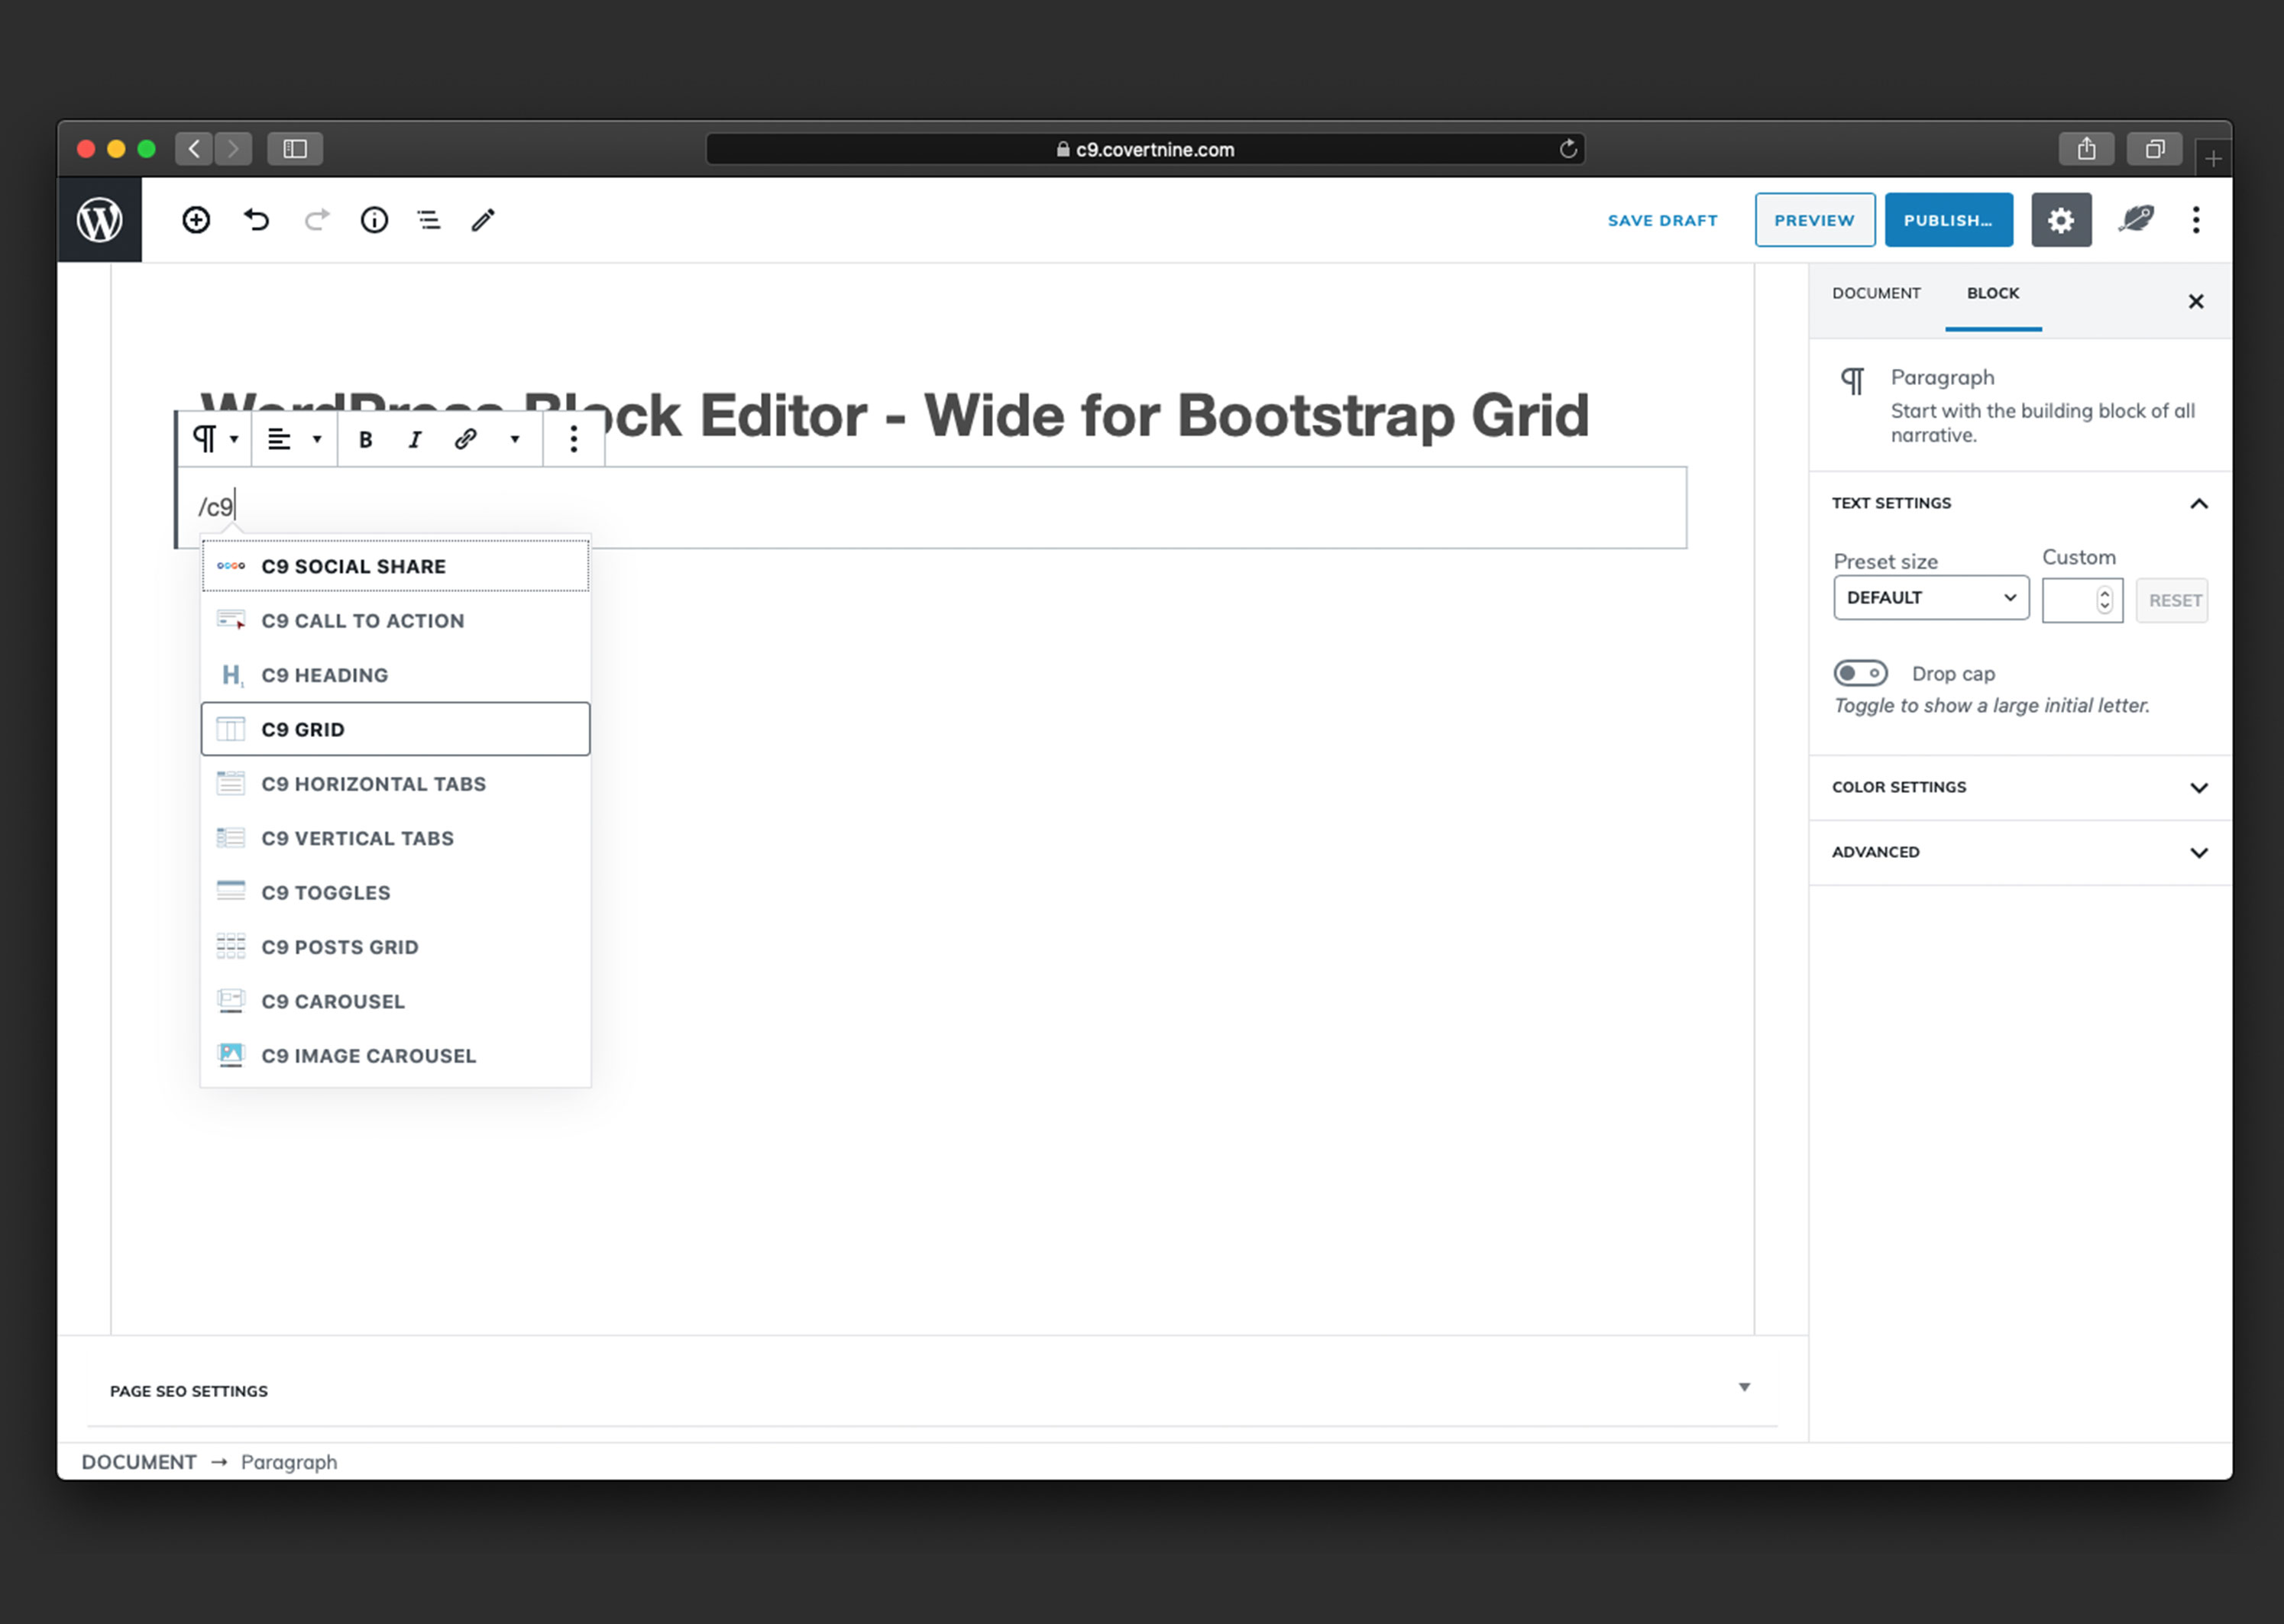 c9.covertnine.com
SAVE DRAFT
PREVIEW
PUBLISH...
DOCUMENT
BLOCK
WordPress Block Editor - Wide for Bootstrap Grid
B I
/c9
C9 SOCIAL SHARE
C9 CALL TO ACTION
C9 HEADING
C9 GRID
C9 HORIZONTAL TABS
C9 VERTICAL TABS
C9 TOGGLES
C9 POSTS GRID
C9 CAROUSEL
C9 IMAGE CAROUSEL
Paragraph
Start with the building block of all
narrative.
TEXT SETTINGS
Preset size
Custom
DEFAULT
RESET
Drop cap
Toggle to show a large initial letter.
COLOR SETTINGS
ADVANCED
PAGE SEO SETTINGS
DOCUMENT → Paragraph